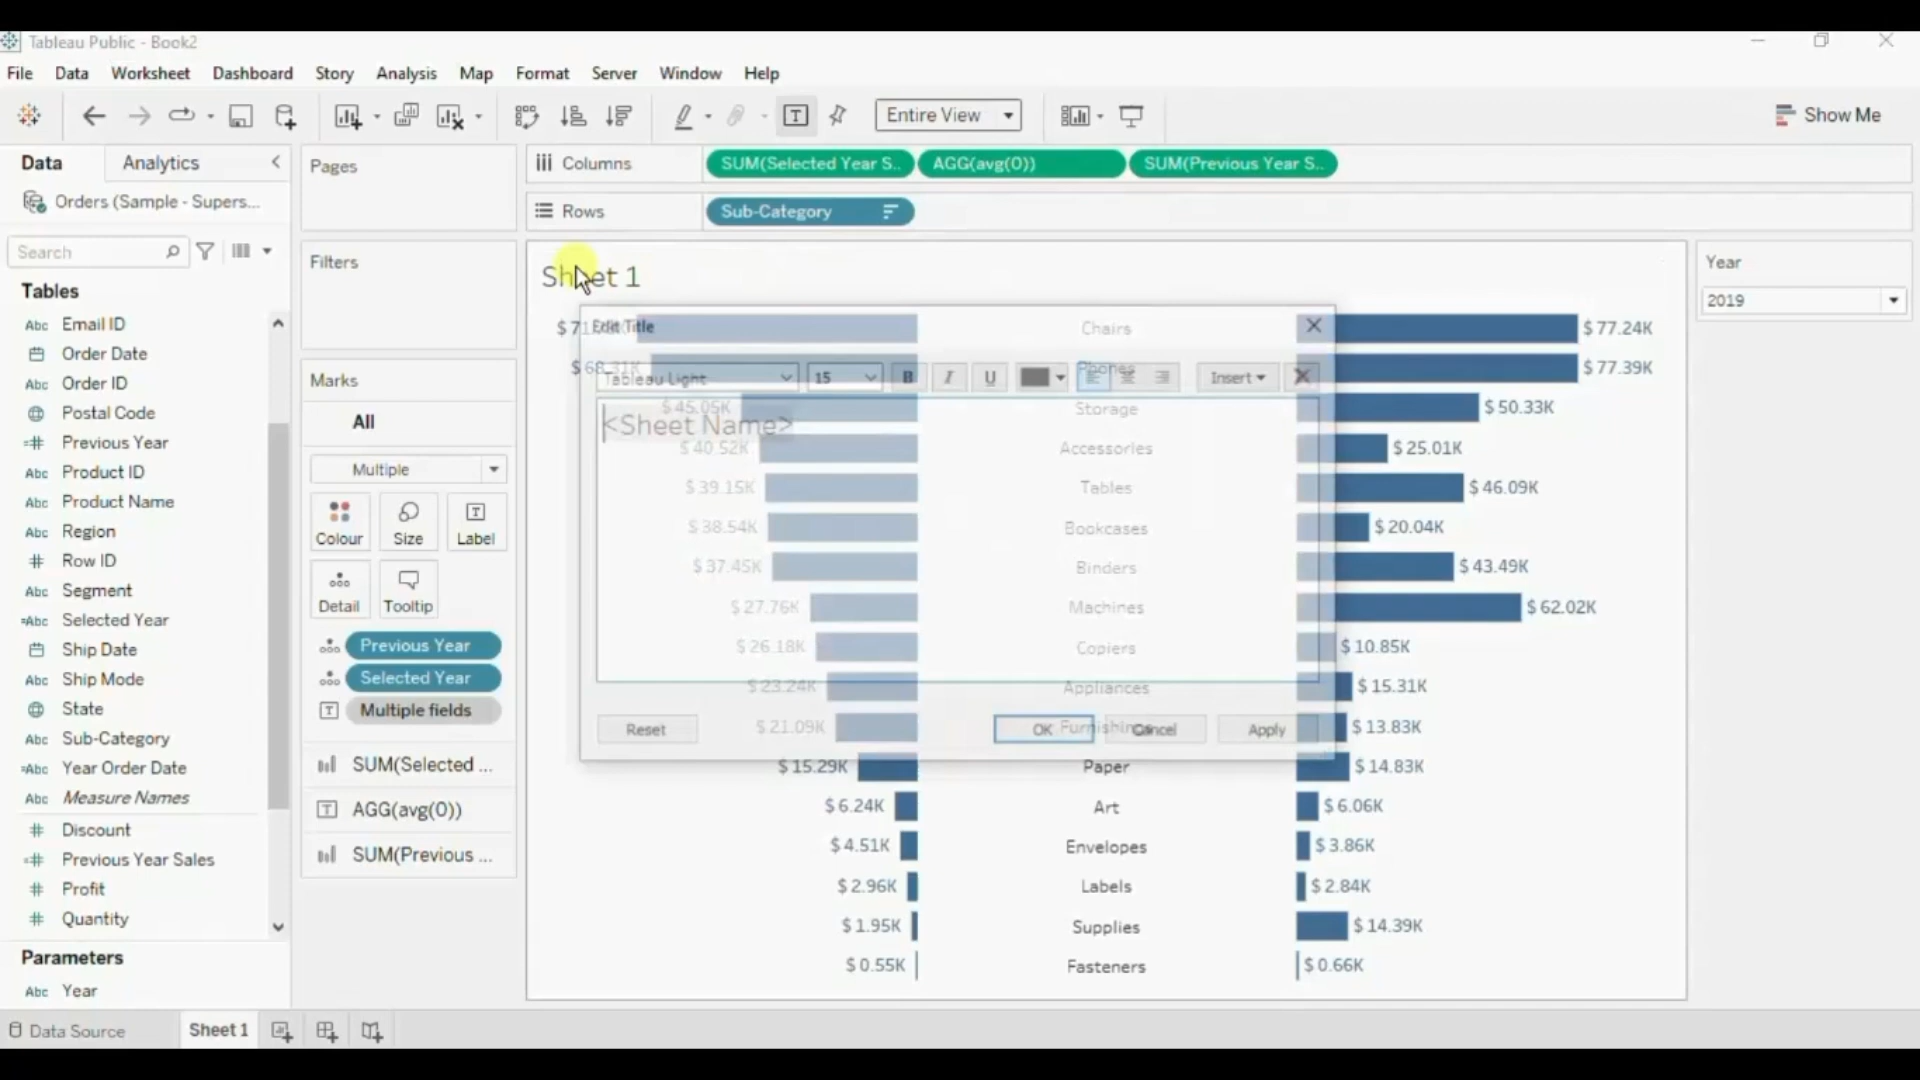 Tableau Public - Book2
File Data Worksheet Dashboard Story Analysis Map Format Server Window Help
Entire View
Show Me
Data Analytics
Pages
Columns SUM(Selected Year S.. AGG(avg(0)) SUM(Previous Year S..
Orders (Sample - Supers...
Rows Sub-Category
Search
Filters
Tables
Email ID
Order Date
Order ID
Postal Code
Previous Year
Product ID
Product Name
Region
Row ID
Segment
Selected Year
Ship Date
Ship Mode
State
Sub-Category
Year Order Date
Measure Names
Discount
Previous Year Sales
Profit
Quantity
Parameters
Year
Marks
All
Multiple
Colour Size Label
Detail Tooltip
Previous Year
Selected Year
Multiple fields
SUM(Selected ...
AGG(avg(0))
SUM(Previous ...
Sheet 1
Year
2019
Edit Title
Chairs $ 77.24K
Tableau Light 15 B I U Insert
$ 68.31K Phones $ 77.39K
<Sheet Name>
$ 45.05K Storage $ 50.33K
$ 40.52K Accessories $ 25.01K
$ 39.15K Tables $ 46.09K
$ 38.54K Bookcases $ 20.04K
$ 37.45K Binders $ 43.49K
$ 27.76K Machines $ 62.02K
$ 26.18K Copiers $ 10.85K
$ 23.24K Appliances $ 15.31K
$ 21.09K Furnishings $ 13.83K
Reset OK Cancel Apply
$ 15.29K Paper $ 14.83K
$ 6.24K Art $ 6.06K
$ 4.51K Envelopes $ 3.86K
$ 2.96K Labels $ 2.84K
$ 1.95K Supplies $ 14.39K
$ 0.55K Fasteners $ 0.66K
Data Source Sheet 1